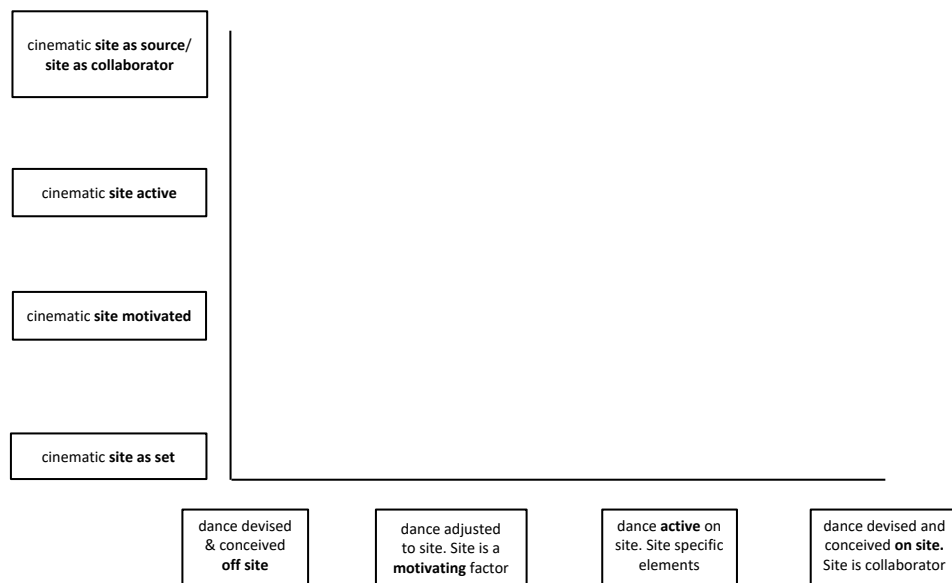 cinematic site as source/
site as collaborator
cinematic site active
cinematic site motivated
cinematic site as set
dance devised
& conceived
off site
dance adjusted
to site. Site is a
motivating factor
dance active on
site. Site specific
elements
dance devised and
conceived on site.
Site is collaborator